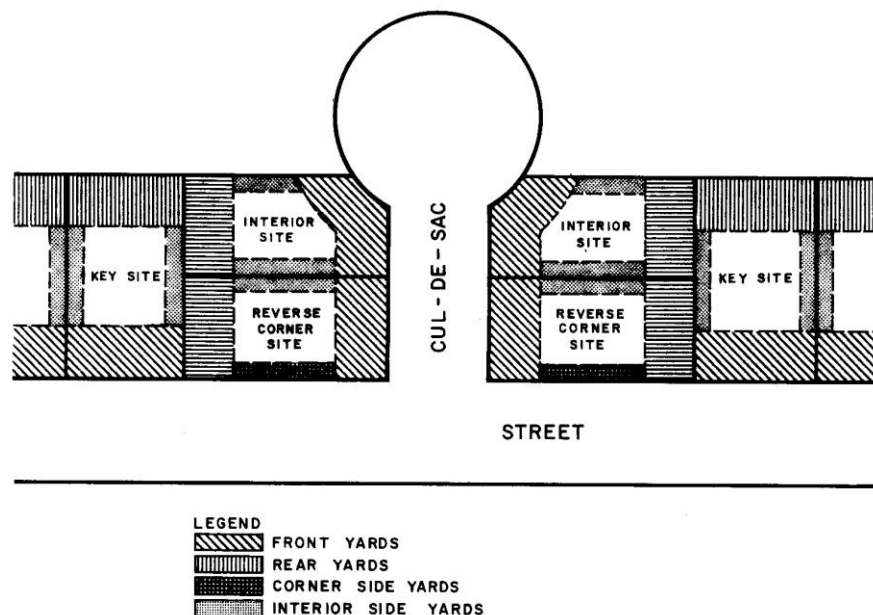 INTERIOR
SITE
KEY SITE
REVERSE
CORNER
SITE
CUL-DE-SAC
INTERIOR
SITE
KEY SITE
REVERSE
CORNER
SITE
STREET
LEGEND
FRONT YARDS
REAR YARDS
CORNER SIDE YARDS
INTERIOR SIDE YARDS